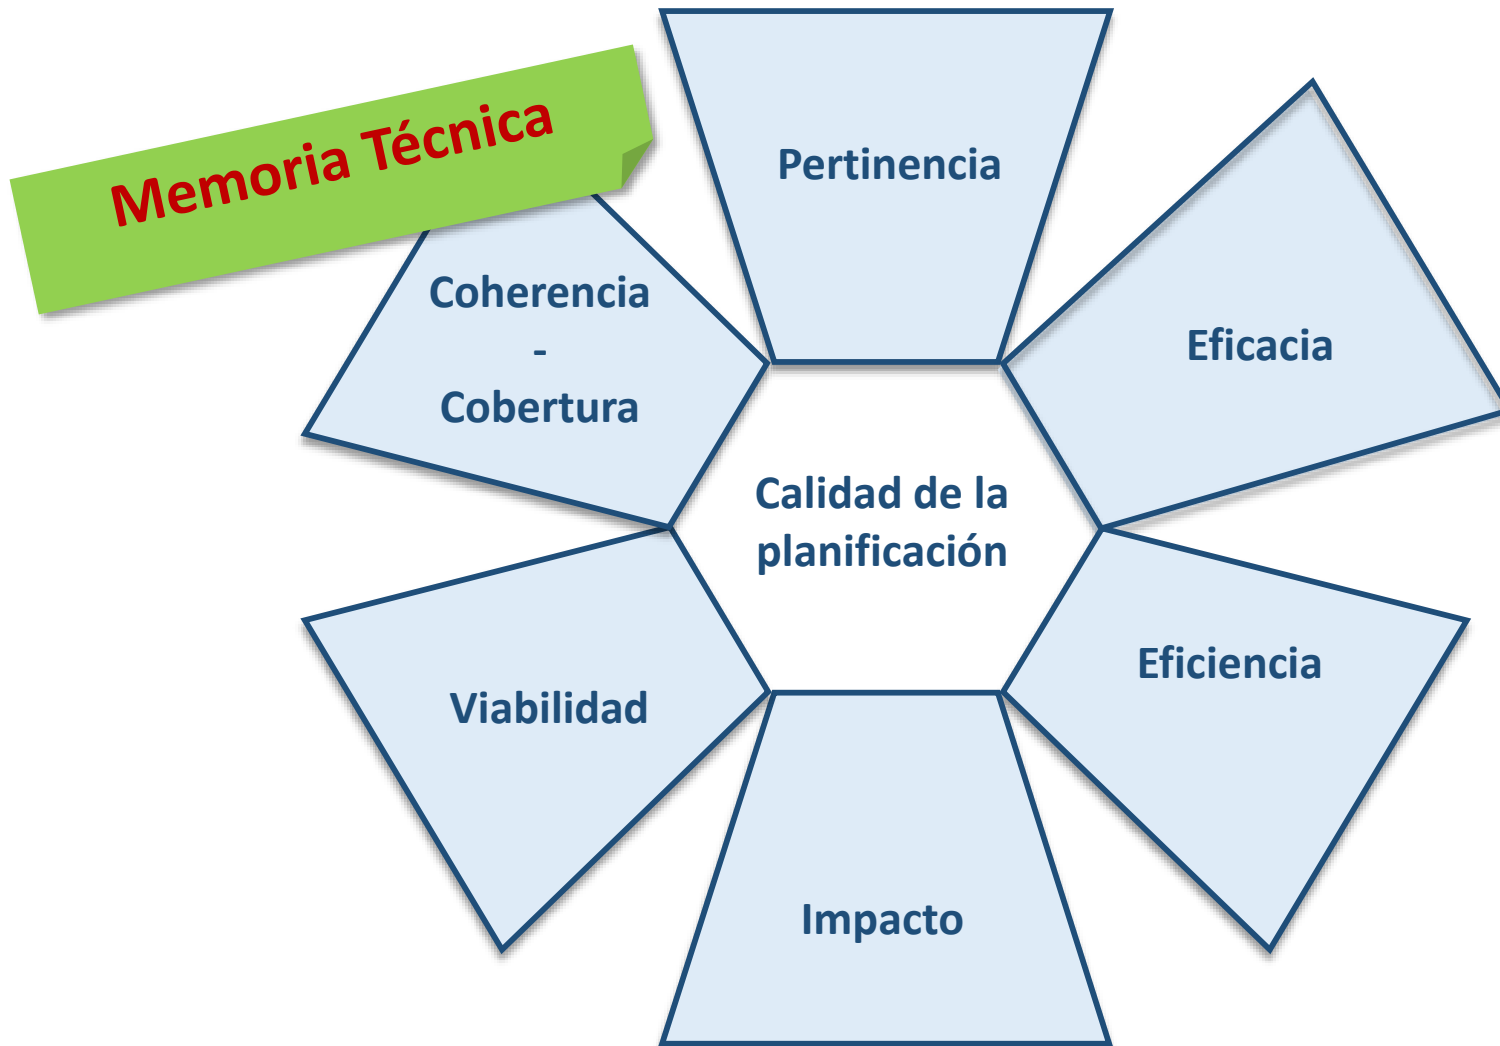 Memoria Técnica
Pertinencia
Coherencia
-
Cobertura
Eficacia
Calidad de la
planificación
Eficiencia
Viabilidad
Impacto